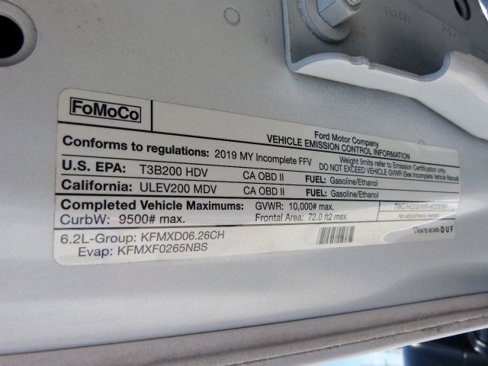 FoMoCo
Ford Motor Company
VEHICLE EMISSION CONTROL INFORMATION
Conforms to regulations: 2019 MY Incomplete FFV
Weight limits refer to Emission Certification only.
DO NOT EXCEED VEHICLE GVWR (See Incomplete Vehicle Manual)
U.S. EPA: T3B200 HDV CA OBD II FUEL: Gasoline/Ethanol
California: ULEV200 MDV CA OBD II FUEL: Gasoline/Ethanol
Completed Vehicle Maximums: GVWR: 10,000# max.
CurbW: 9500# max. Frontal Area: 72.0 ft2 max.
6.2L-Group: KFMXD06.26CH
Evap: KFMXF0265NBS
DUF